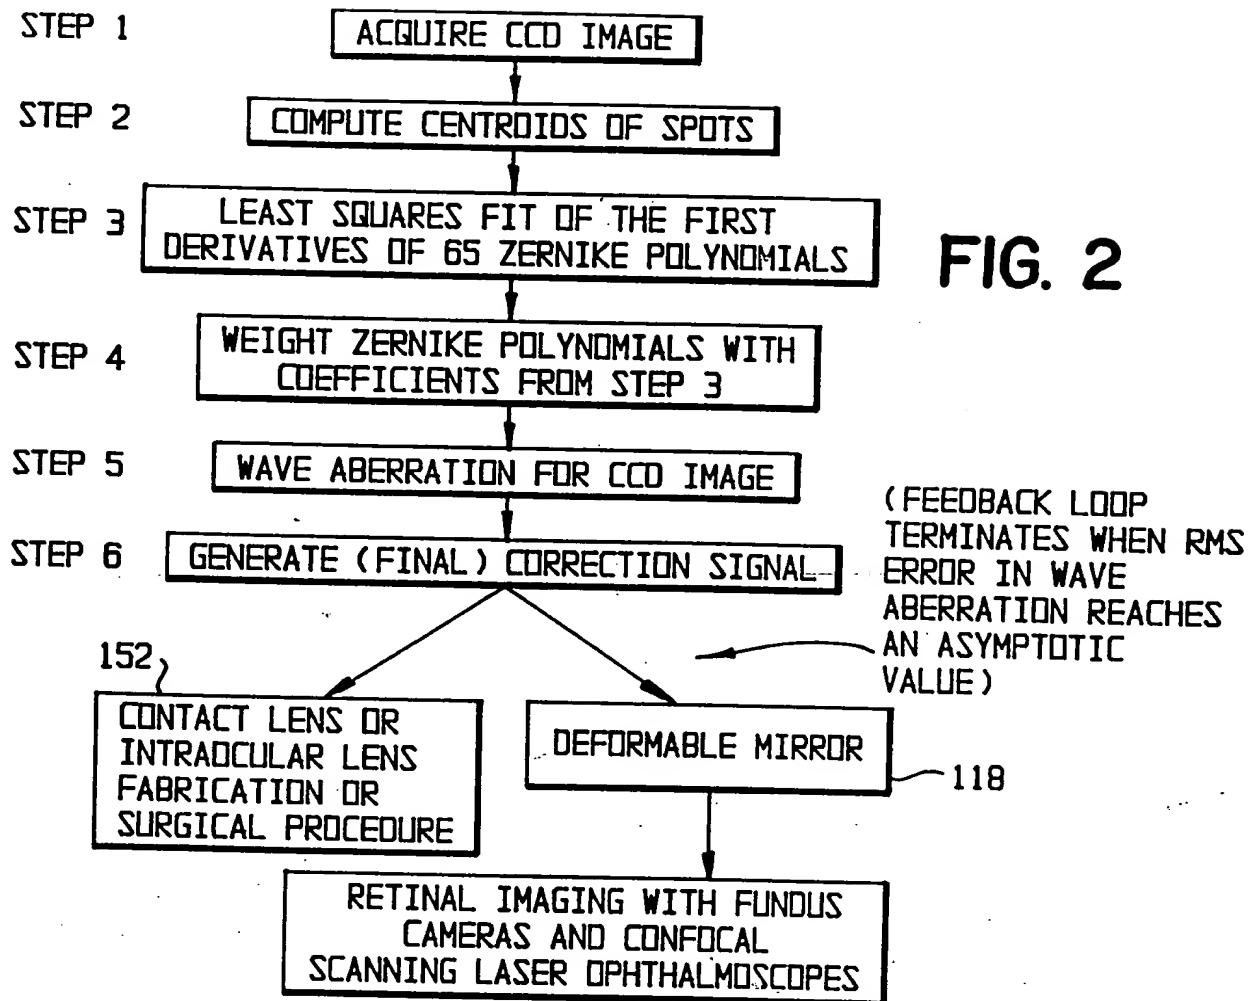 STEP 1
ACQUIRE CCD IMAGE
STEP 2
COMPUTE CENTROIDS OF SPOTS
STEP 3
LEAST SQUARES FIT OF THE FIRST
DERIVATIVES OF 65 ZERNIKE POLYNOMIALS
FIG. 2
STEP 4
WEIGHT ZERNIKE POLYNOMIALS WITH
COEFFICIENTS FROM STEP 3
STEP 5
WAVE ABERRATION FOR CCD IMAGE
STEP 6
GENERATE (FINAL) CORRECTION SIGNAL
(FEEDBACK LOOP
TERMINATES WHEN RMS
ERROR IN WAVE
ABERRATION REACHES
AN ASYMPTOTIC
VALUE)
152
CONTACT LENS OR
INTRAOCULAR LENS
FABRICATION OR
SURGICAL PROCEDURE
DEFORMABLE MIRROR
118
RETINAL IMAGING WITH FUNDUS
CAMERAS AND CONFOCAL
SCANNING LASER OPHTHALMOSCOPES